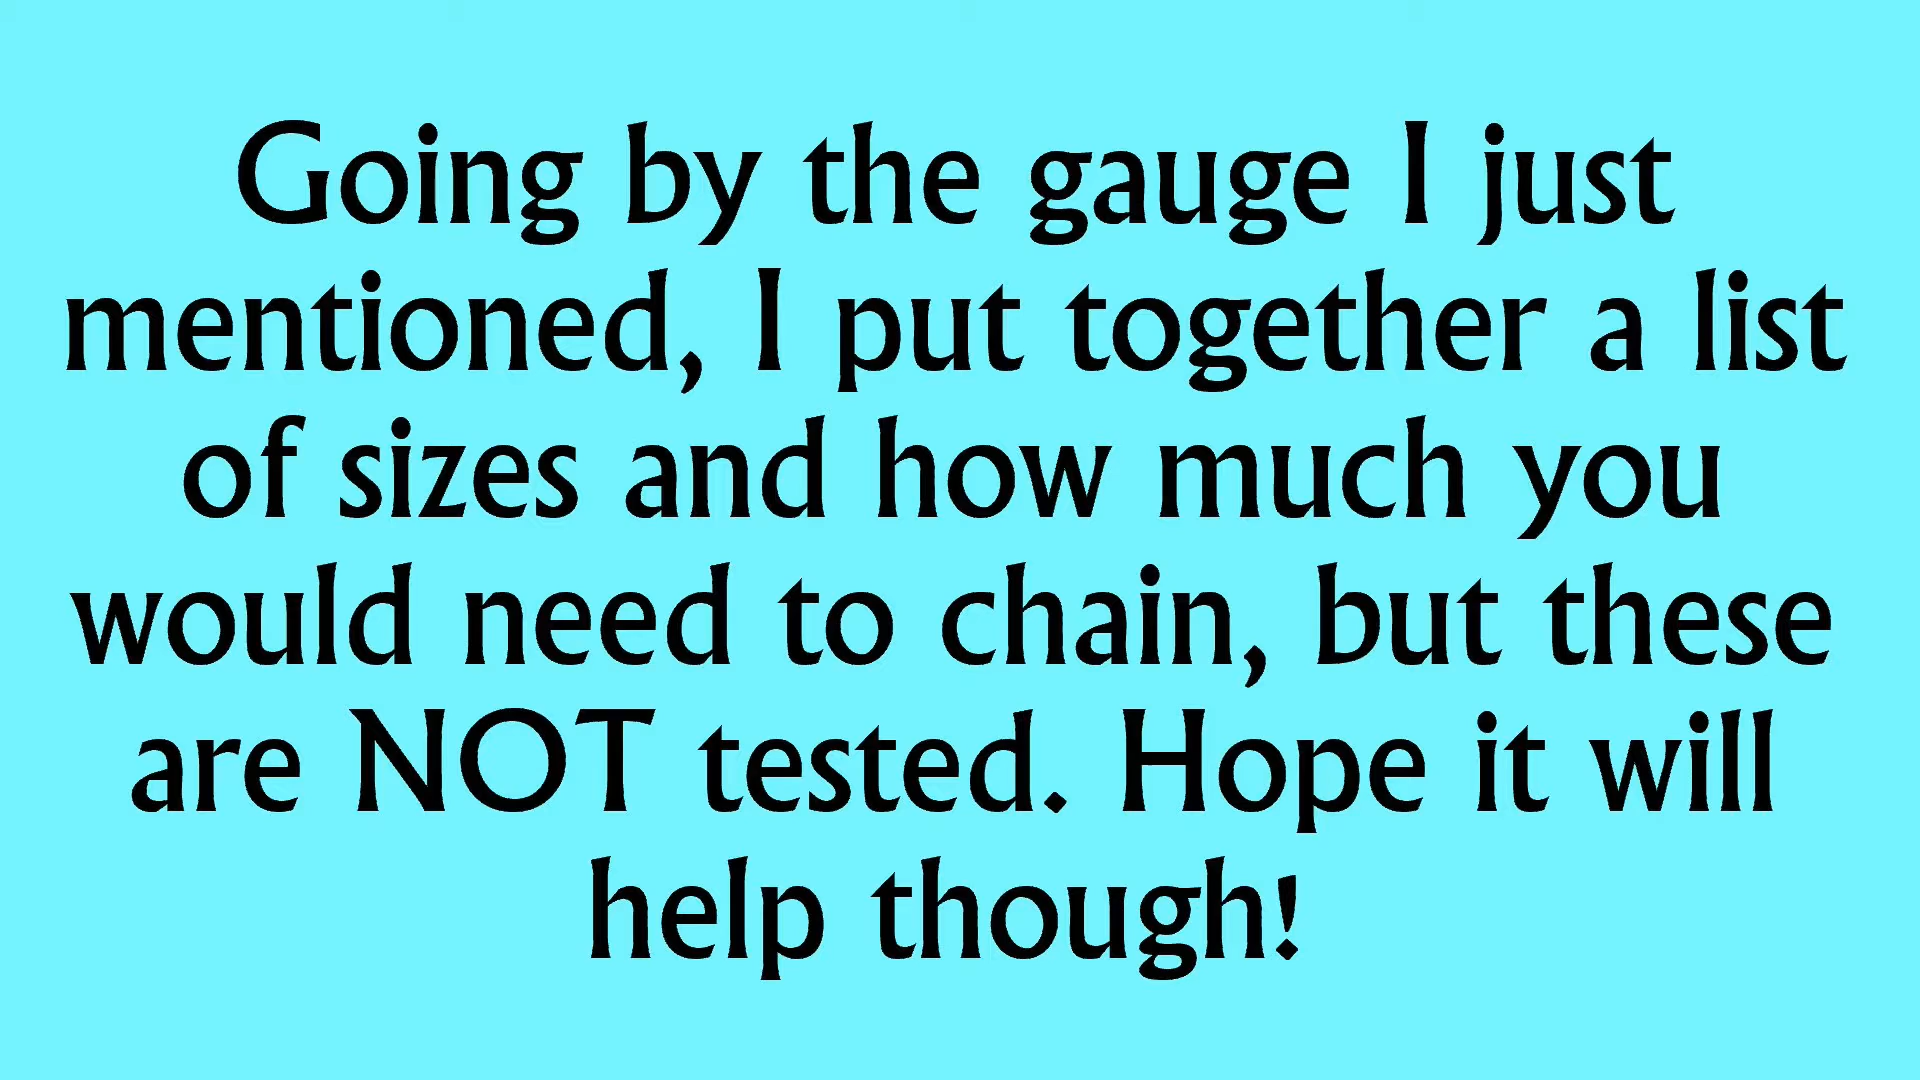 Going by the gauge I just
mentioned, I put together a list
of sizes and how much you
would need to chain, but these
are NOT tested. Hope it will
help though!